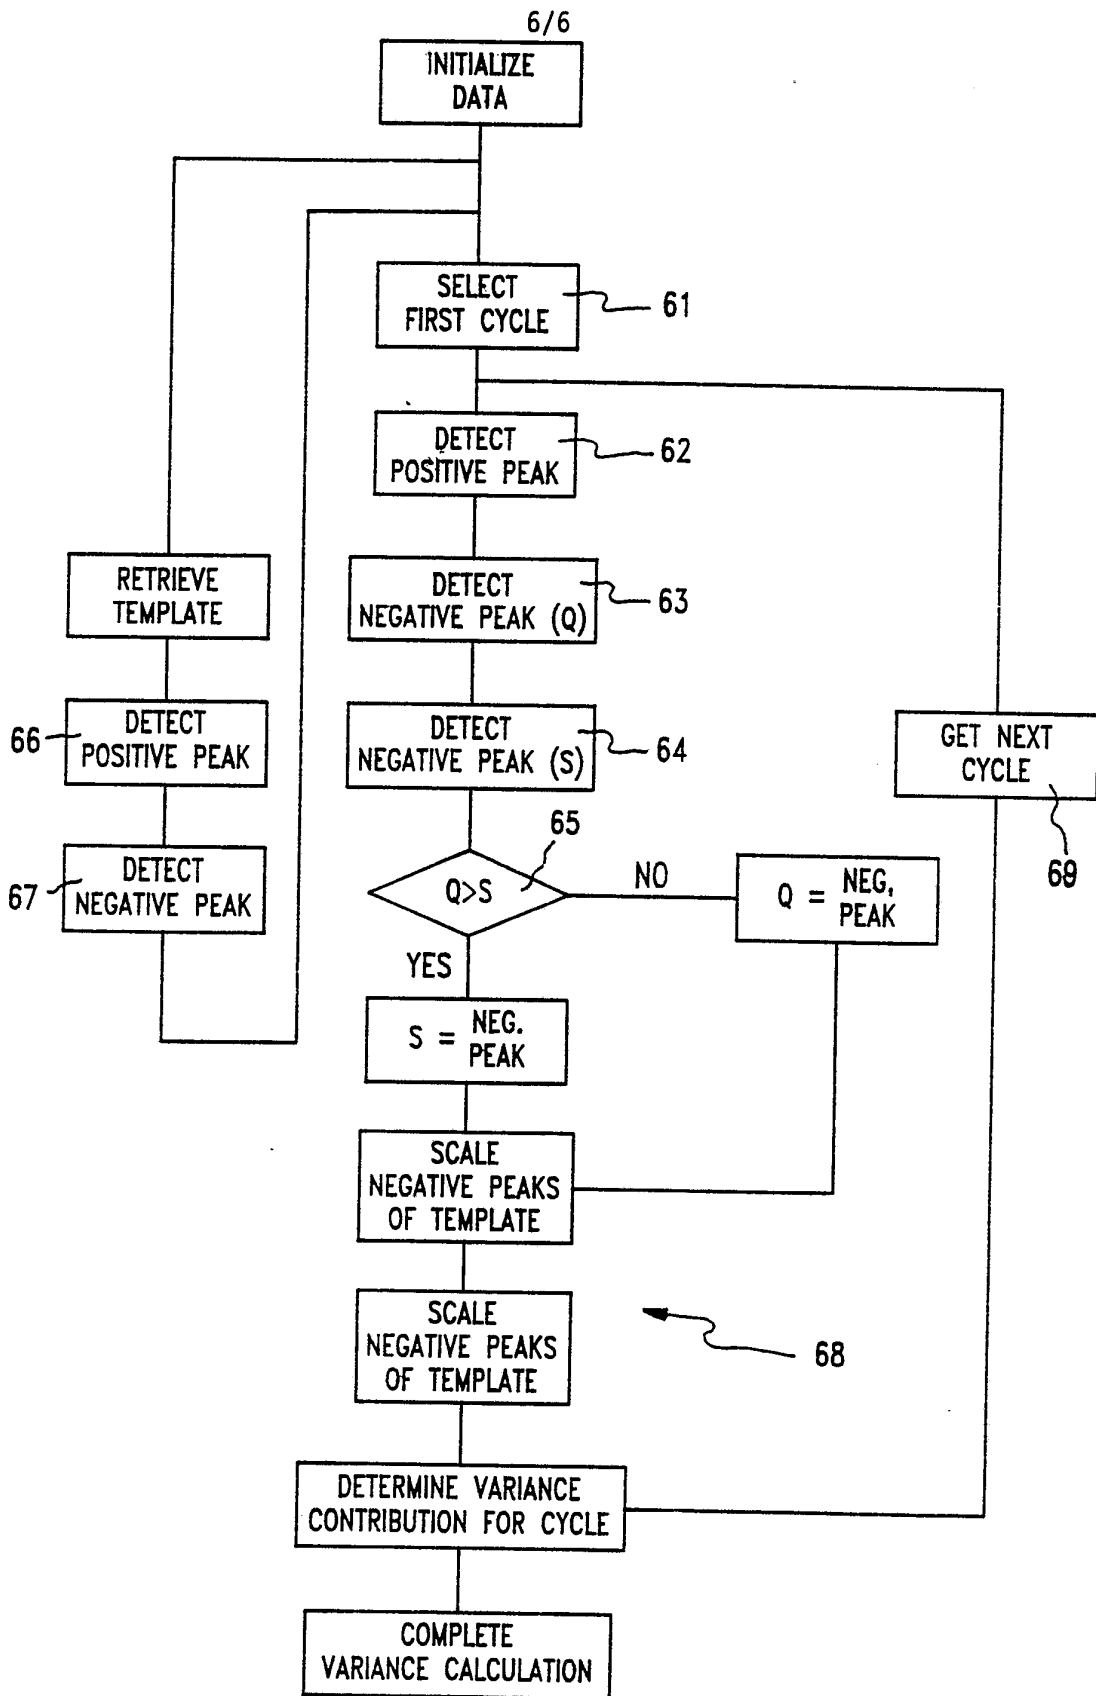 6/6
INITIALIZE
DATA
SELECT
FIRST CYCLE
61
DETECT
POSITIVE PEAK
62
RETRIEVE
TEMPLATE
DETECT
NEGATIVE PEAK (Q)
63
66
DETECT
POSITIVE PEAK
DETECT
NEGATIVE PEAK (S)
64
GET NEXT
CYCLE
69
67
DETECT
NEGATIVE PEAK
65
Q>S
NO
Q = NEG.
PEAK
YES
S = NEG.
PEAK
SCALE
NEGATIVE PEAKS
OF TEMPLATE
SCALE
NEGATIVE PEAKS
OF TEMPLATE
68
DETERMINE VARIANCE
CONTRIBUTION FOR CYCLE
COMPLETE
VARIANCE CALCULATION